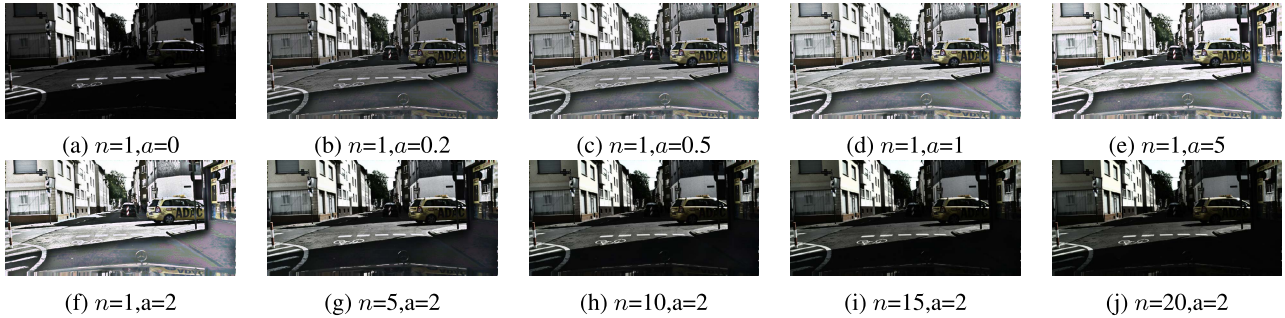 (a) n=1,a=0
(b) n=1,a=0.2
(c) n=1,a=0.5
(d) n=1,a=1
(e) n=1,a=5
(f) n=1,a=2
(g) n=5,a=2
(h) n=10,a=2
(i) n=15,a=2
(j) n=20,a=2